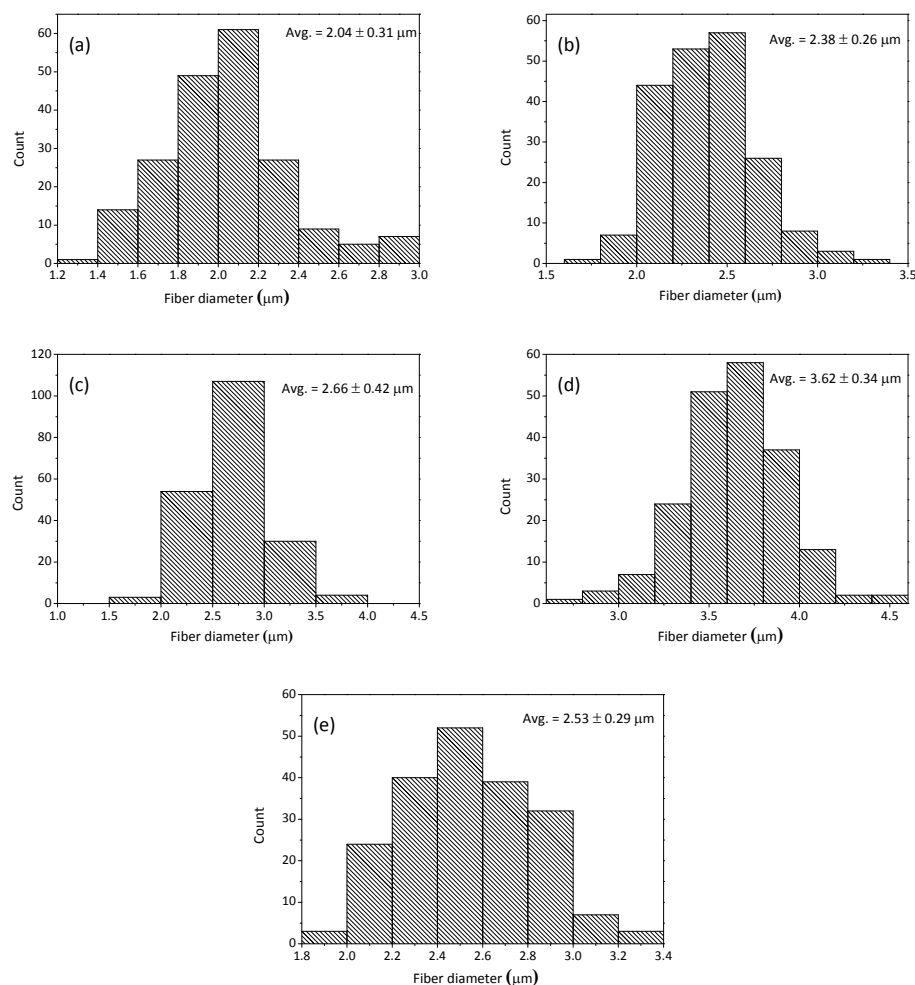 (a)
Avg. = 2.04 ± 0.31 μm
60
50
40
30
20
10
0
Count
1.2 1.4 1.6 1.8 2.0 2.2 2.4 2.6 2.8 3.0
Fiber diameter (μm)
(b)
Avg. = 2.38 ± 0.26 μm
60
50
40
30
20
10
0
Count
1.5 2.0 2.5 3.0 3.5
Fiber diameter (μm)
(c)
Avg. = 2.66 ± 0.42 μm
120
100
80
60
40
20
0
Count
1.0 1.5 2.0 2.5 3.0 3.5 4.0 4.5
Fiber diameter (μm)
(d)
Avg. = 3.62 ± 0.34 μm
60
50
40
30
20
10
0
Count
3.0 3.5 4.0 4.5
Fiber diameter (μm)
(e)
Avg. = 2.53 ± 0.29 μm
60
50
40
30
20
10
0
Count
1.8 2.0 2.2 2.4 2.6 2.8 3.0 3.2 3.4
Fiber diameter (μm)